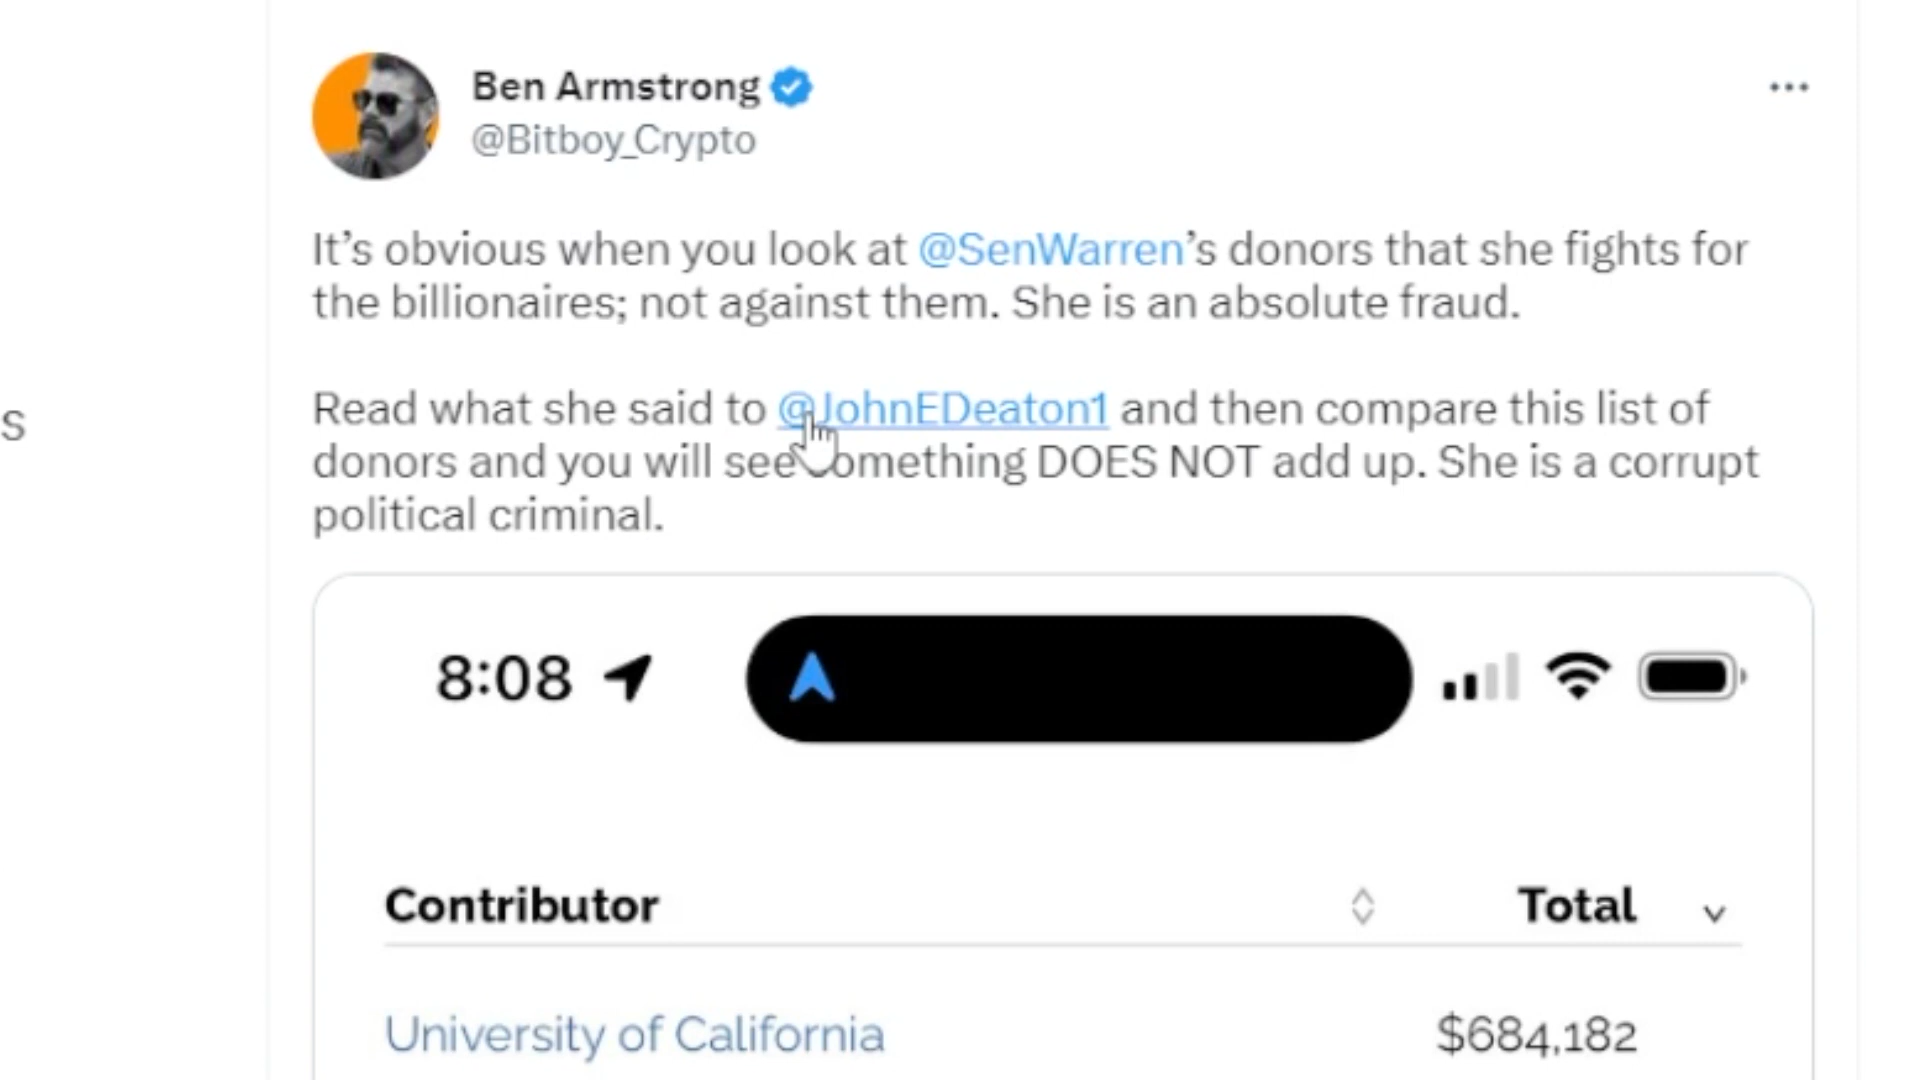 Ben Armstrong
@Bitboy_Crypto
It’s obvious when you look at @SenWarren’s donors that she fights for
the billionaires; not against them. She is an absolute fraud.
s
Read what she said to @JohnEDeaton1 and then compare this list of
donors and you will see something DOES NOT add up. She is a corrupt
political criminal.
8:08
Contributor Total
University of California $684,182